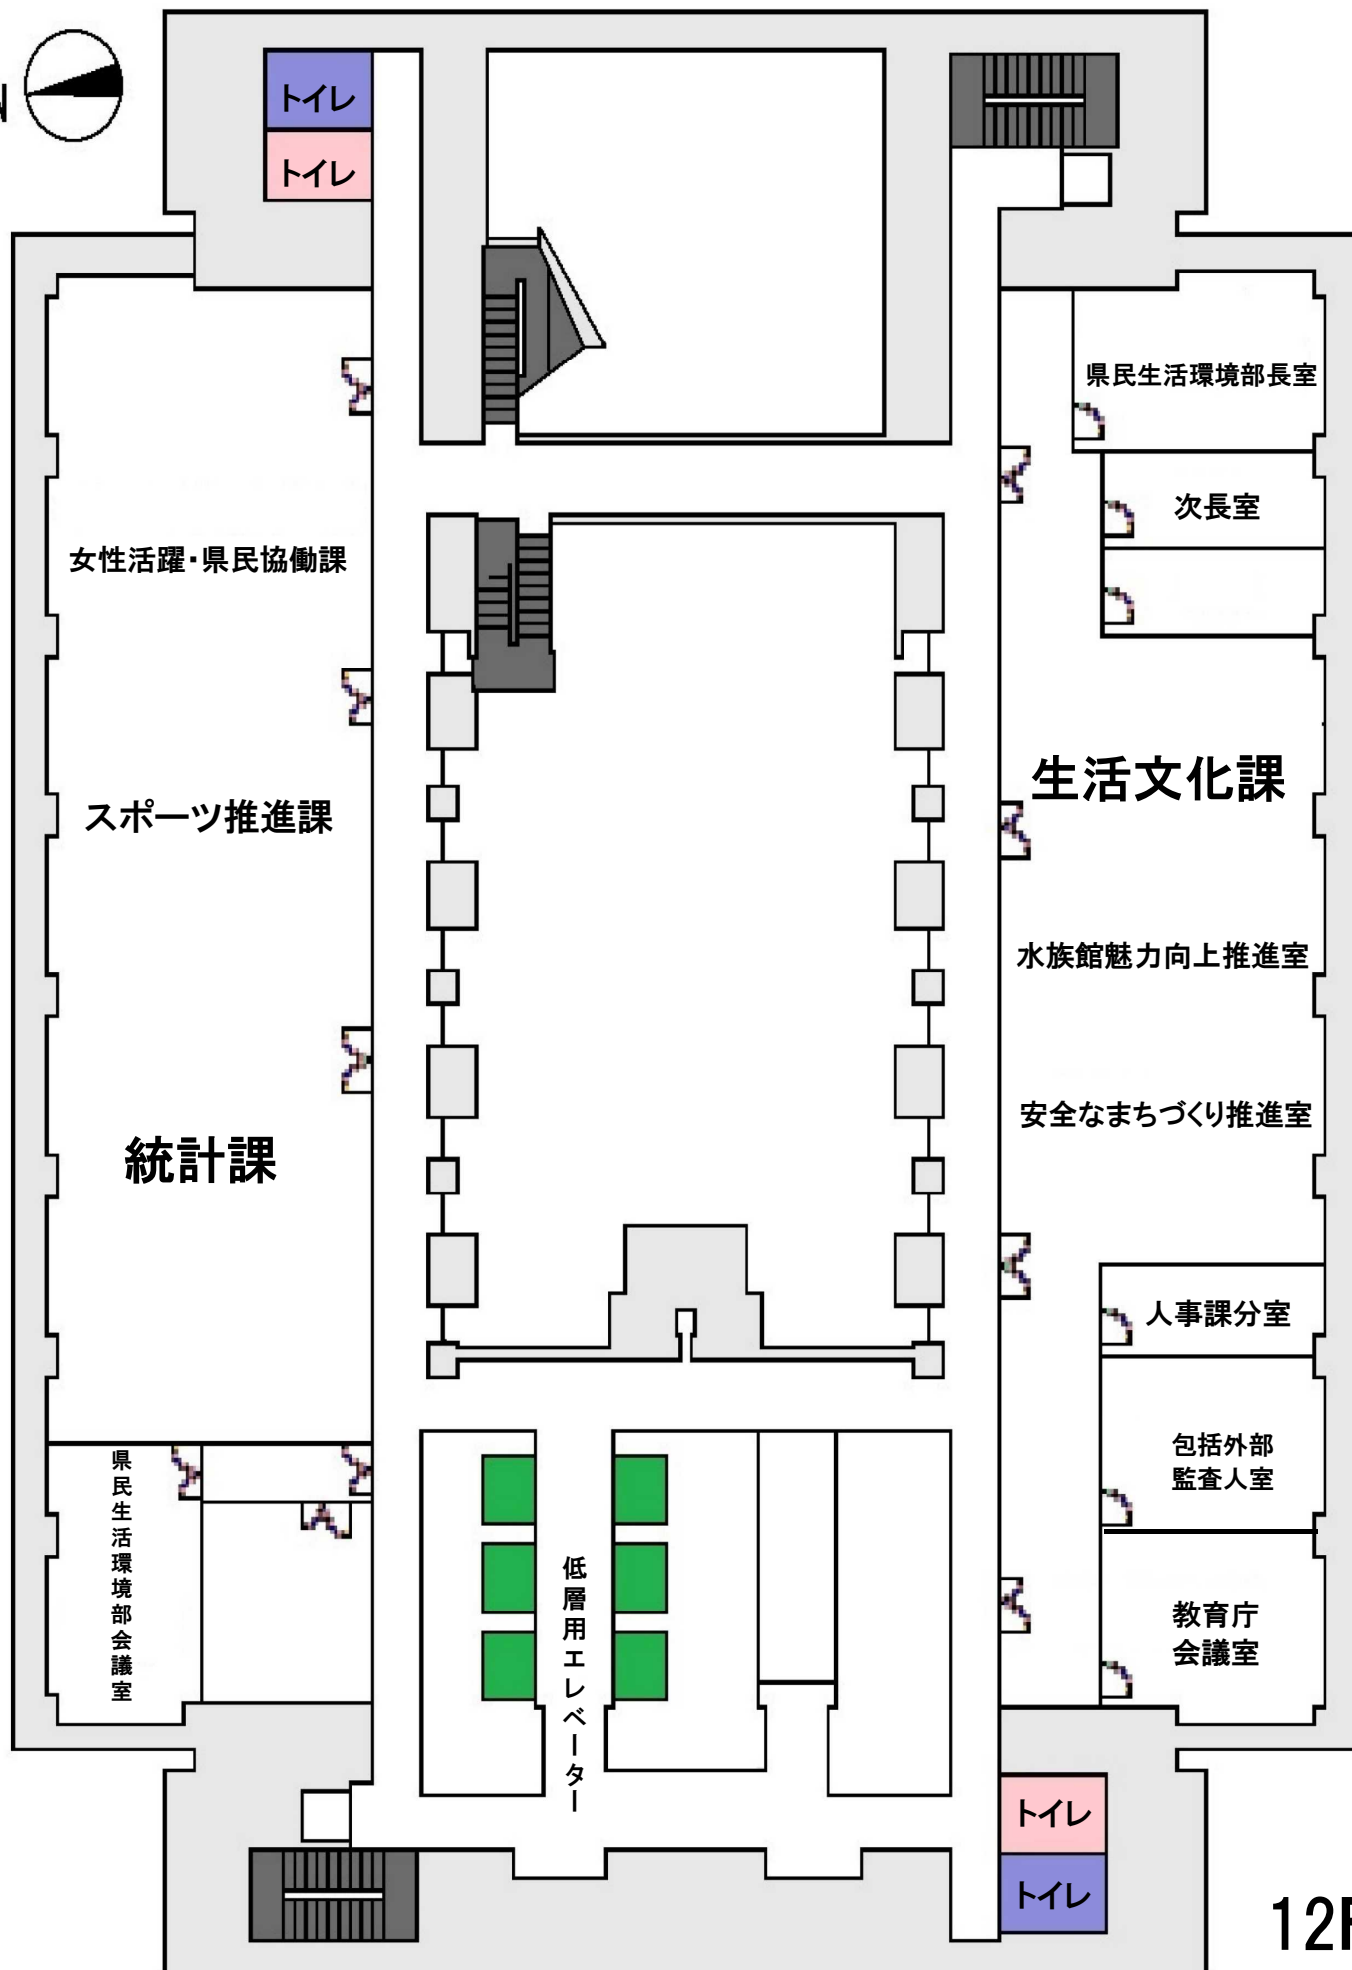 N
トイレ
トイレ
県民生活環境部長室
次長室
女性活躍・県民協働課
生活文化課
スポーツ推進課
水族館魅力向上推進室
安全なまちづくり推進室
統計課
人事課分室
包括外部
監査人室
県民生活環境部会議室
低層用エレベーター
教育庁
会議室
トイレ
トイレ
12F